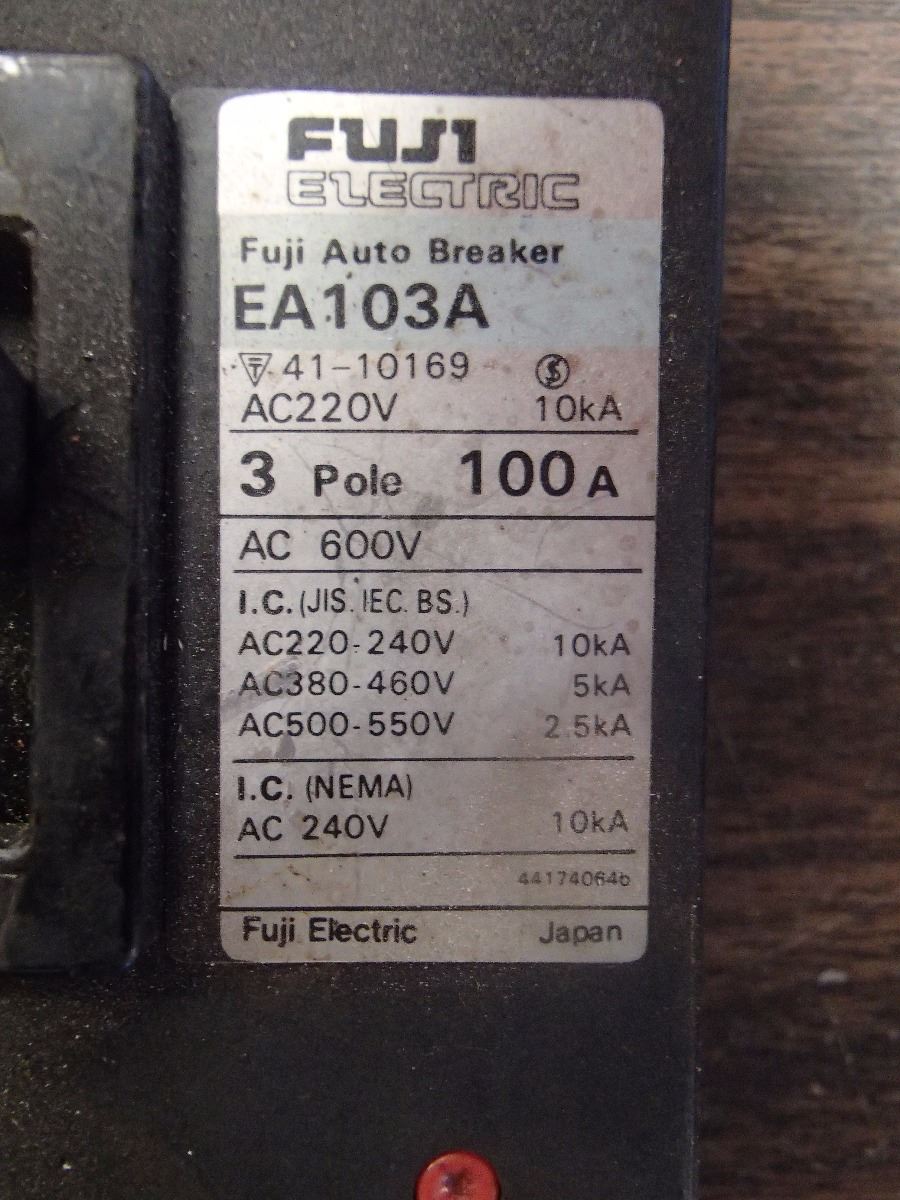 FUJI
ELECTRIC
Fuji Auto Breaker
EA103A
41-10169
AC220V 10kA
3 Pole 100A
AC 600V
I.C. (JIS. IEC. BS.)
AC220-240V 10kA
AC380-460V 5kA
AC500-550V 2.5kA
I.C. (NEMA)
AC 240V 10kA
44174064b
Fuji Electric Japan